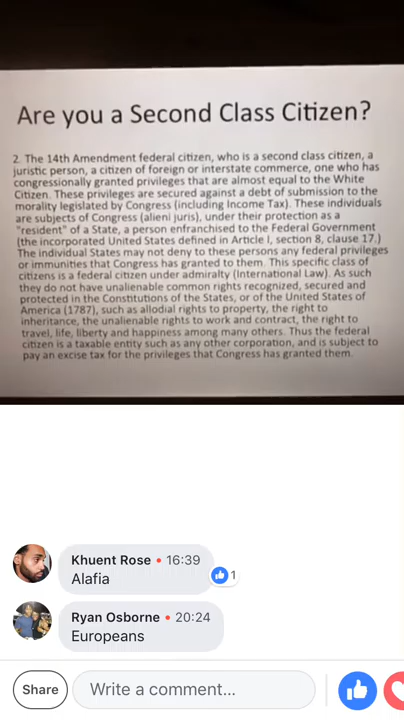 Are you a Second Class Citizen?
2. The 14th Amendment federal citizen, who is a second class citizen, a
juristic person, a citizen of foreign or interstate commerce, one who has
congressionally granted privileges that are almost equal to the White
Citizen. These privileges are secured against a debt of submission to the
morality legislated by Congress (including Income Tax). These individuals
are subjects of Congress (alieni juris), under their protection as a
"resident" of a State, a person enfranchised to the Federal Government
(the incorporated United States defined in Article I, section 8, clause 17.)
The individual States may not deny to these persons any federal privileges
or immunities that Congress has granted to them. This specific class of
citizens is a federal citizen under admiralty (International Law). As such
they do not have unalienable common rights recognized, secured and
protected in the Constitutions of the States, or of the United States of
America (1787), such as allodial rights to property, the right to
inheritance, the unalienable rights to work and contract, the right to
travel, life, liberty and happiness among many others. Thus the federal
citizen is a taxable entity such as any other corporation, and is subject to
pay an excise tax for the privileges that Congress has granted them.
Khuent Rose • 16:39
Alafia
1
Ryan Osborne • 20:24
Europeans
Share
Write a comment...